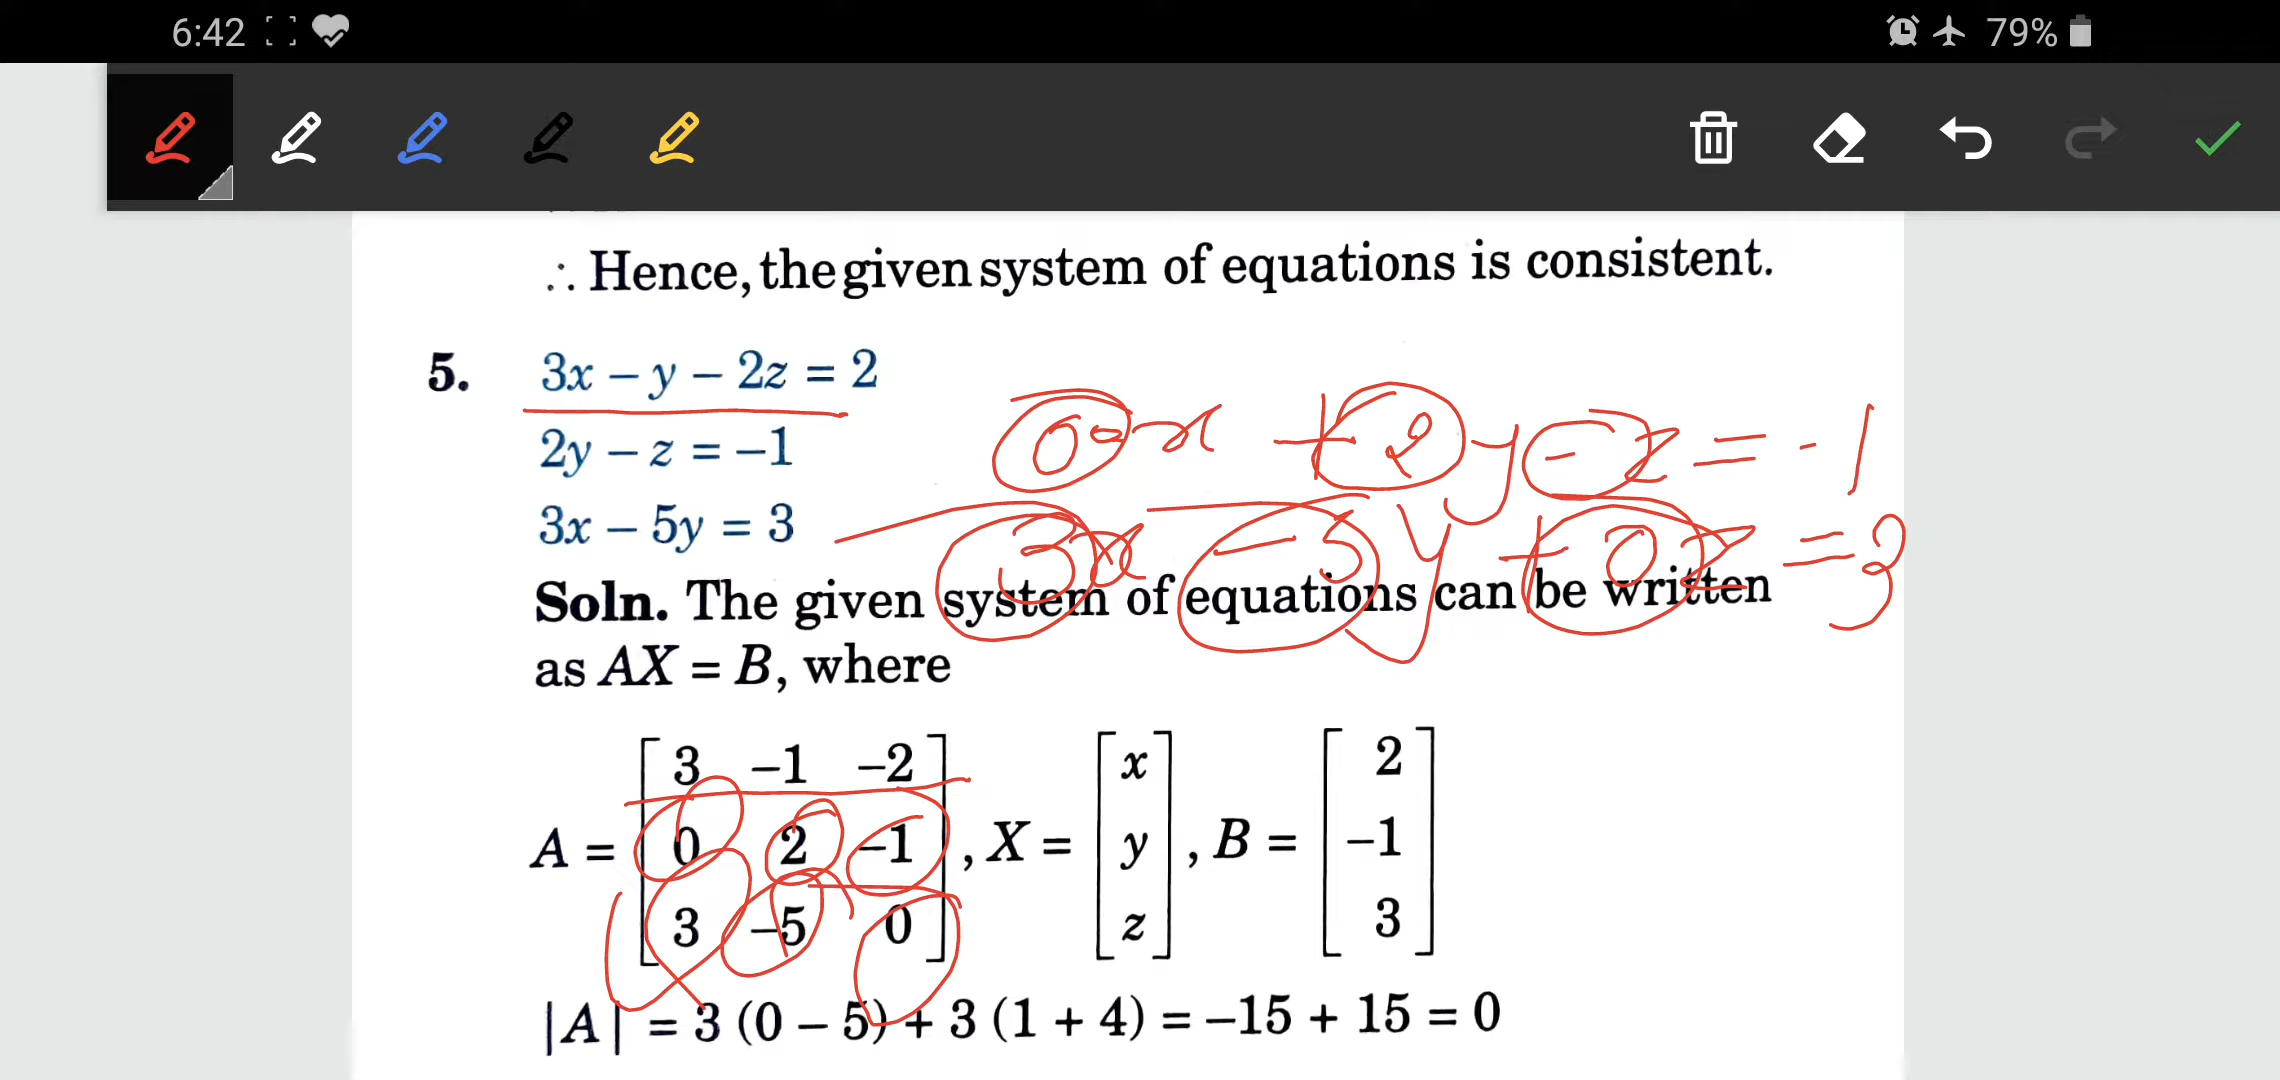 6:42 79%
∴ Hence, the given system of equations is consistent.
5. 3x – y – 2z = 2
2y – z = –1
0x + 2y – z = -1
3x – 5y = 3
3x – 5y + 0z = 3
Soln. The given system of equations can be written
as AX = B, where
A = [3 –1 –2
0 2 –1
3 –5 0], X = [x
y
z], B = [2
–1
3]
|A| = 3 (0 – 5) + 3 (1 + 4) = –15 + 15 = 0